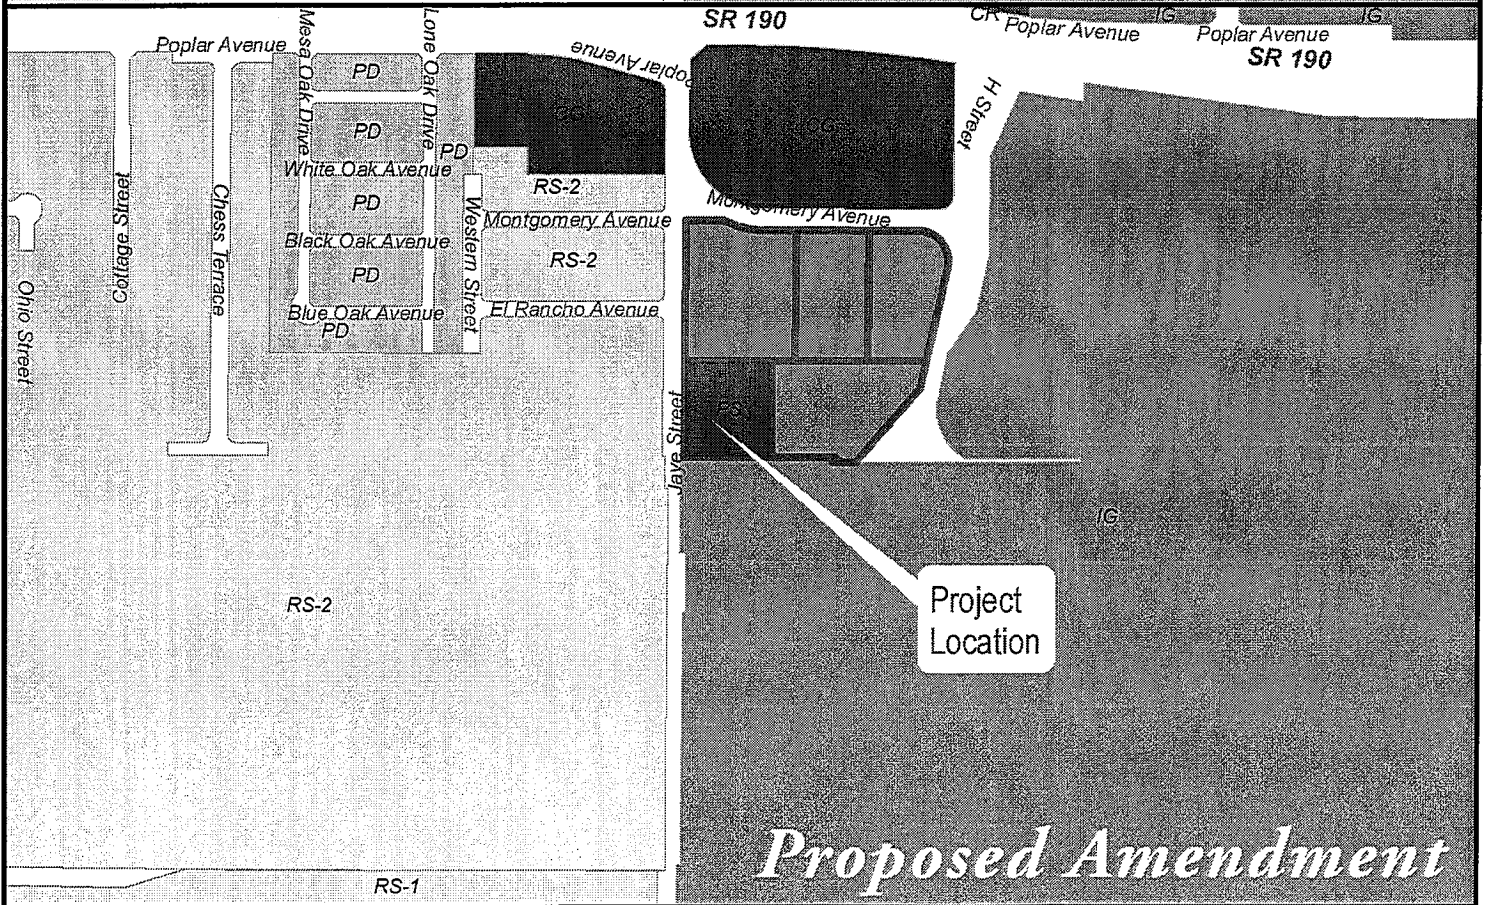 SR 190
CR
Poplar Avenue
IG
Poplar Avenue
IG
SR 190
Poplar Avenue
Mesa Oak Drive
Lone Oak Drive
Poplar Avenue
Poplar Avenue
H Street
PD
PD
PD
White Oak Avenue
PD
Black Oak Avenue
PD
Blue Oak Avenue
PD
Cottage Street
Chess Terrace
Ohio Street
Western Street
RS-2
Montgomery Avenue
Montgomery Avenue
RS-2
El Rancho Avenue
Jaye Street
IG
RS-2
Project
Location
Proposed Amendment
RS-1